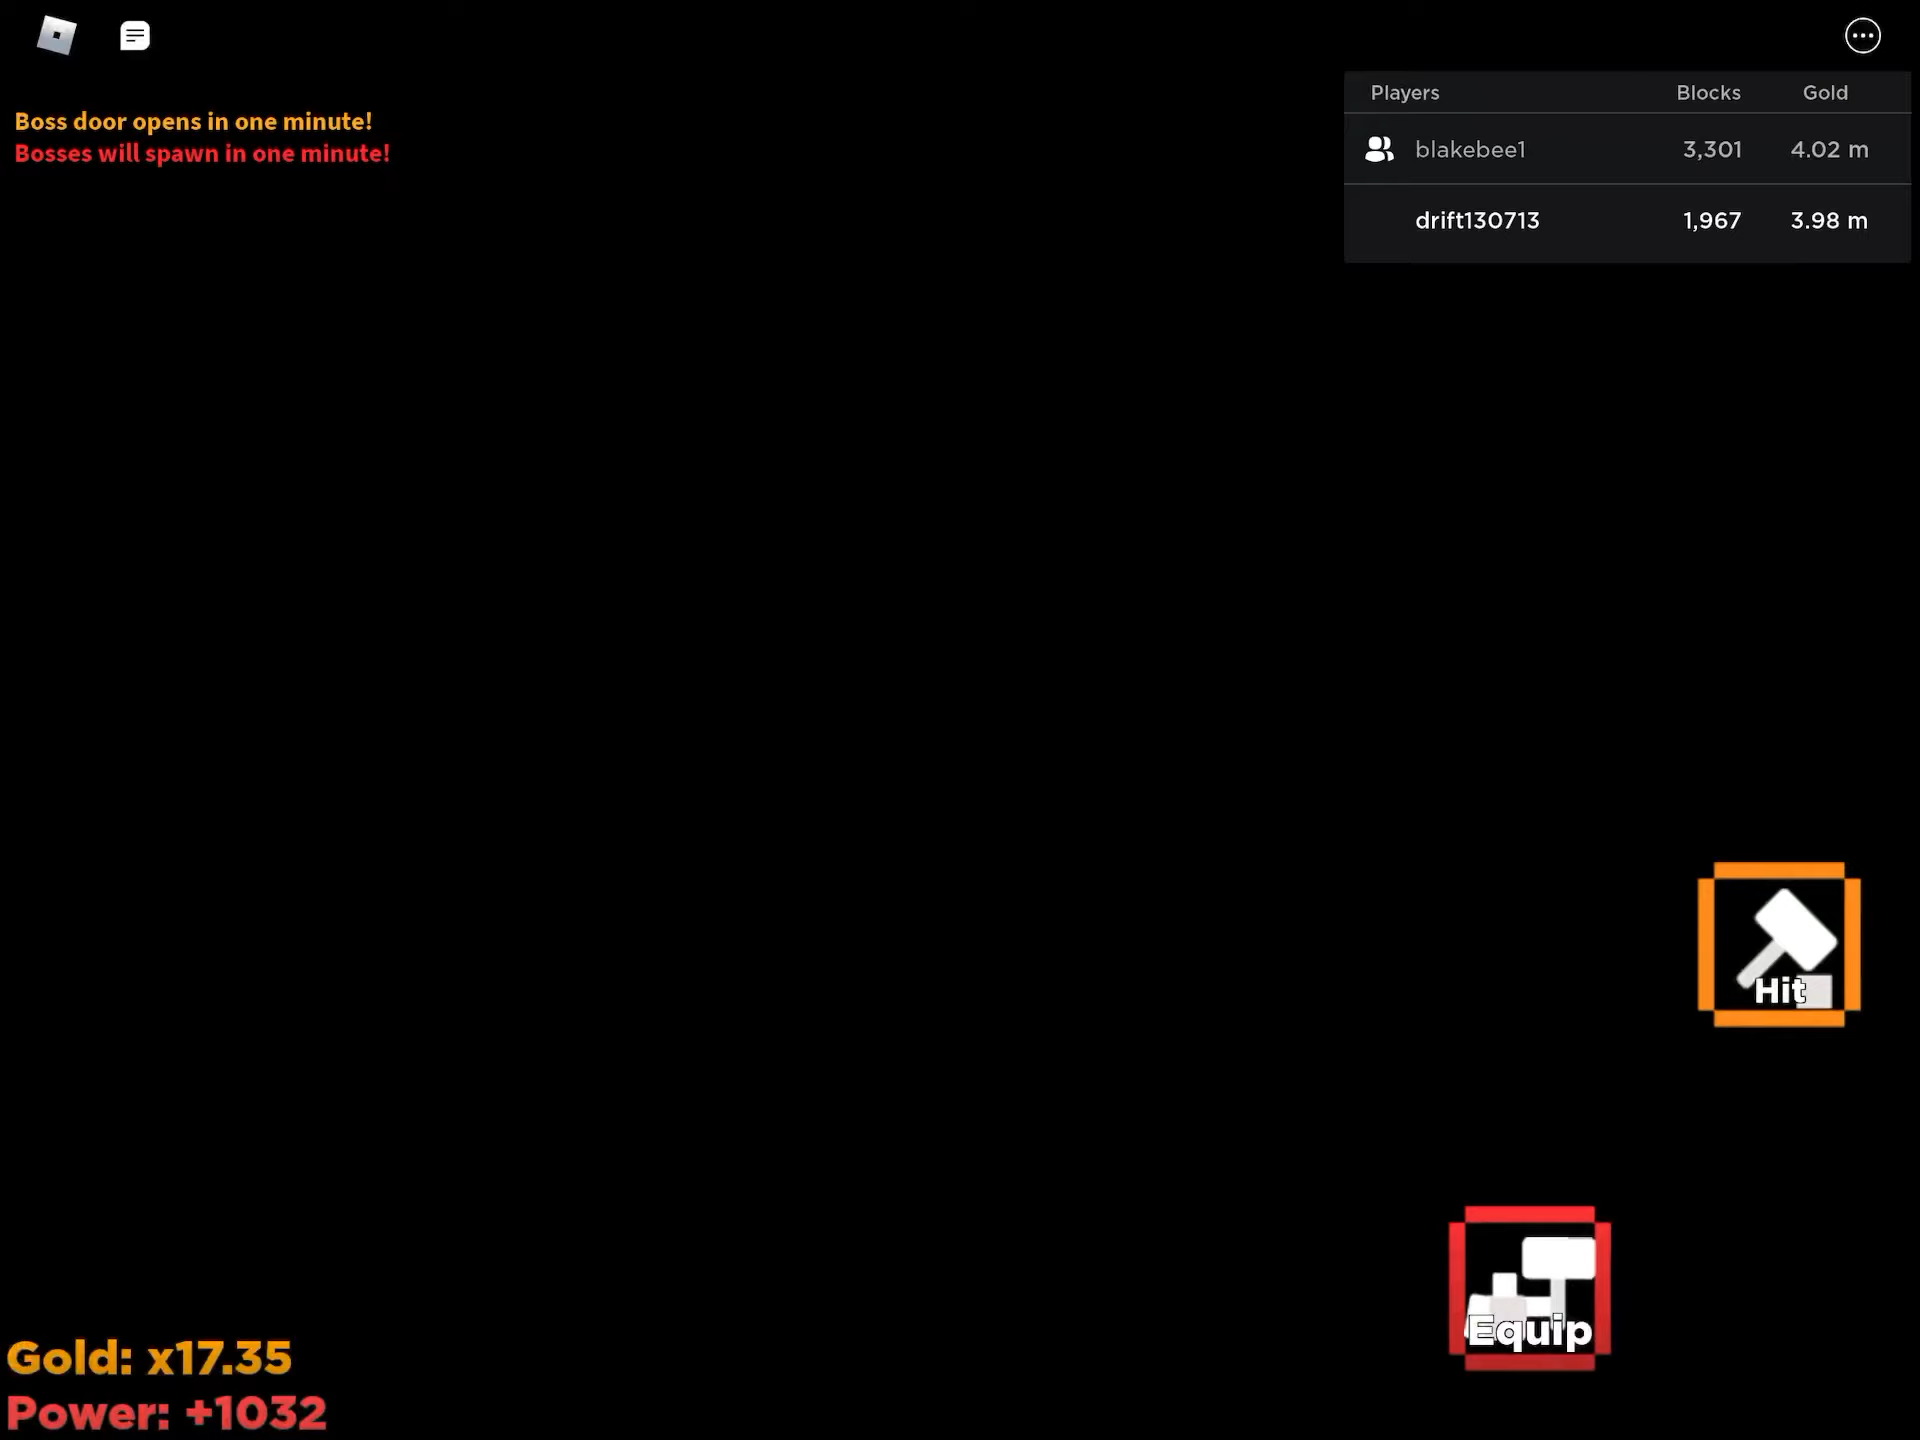 Boss door opens in one minute!
Bosses will spawn in one minute!
Players Blocks Gold
blakebee1 3,301 4.02 m
drift130713 1,967 3.98 m
Hit
Equip
Gold: x17.35
Power: +1032